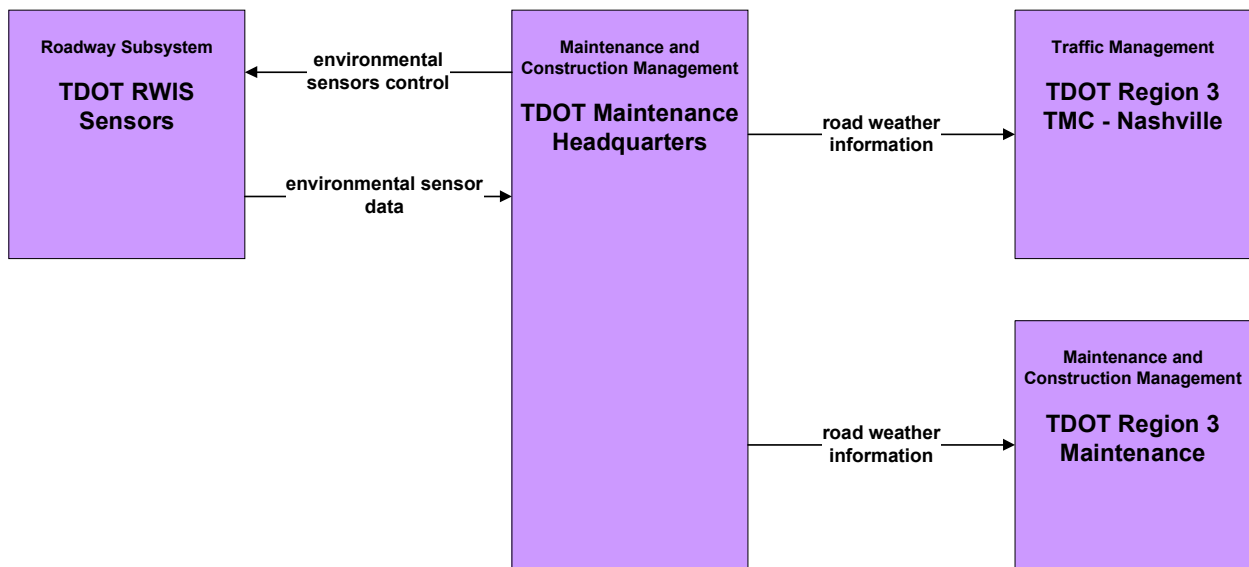 Roadway Subsystem
TDOT RWIS
Sensors
environmental
sensors control
environmental sensor
data
Maintenance and
Construction Management
TDOT Maintenance
Headquarters
road weather
information
Traffic Management
TDOT Region 3
TMC - Nashville
road weather
information
Maintenance and
Construction Management
TDOT Region 3
Maintenance